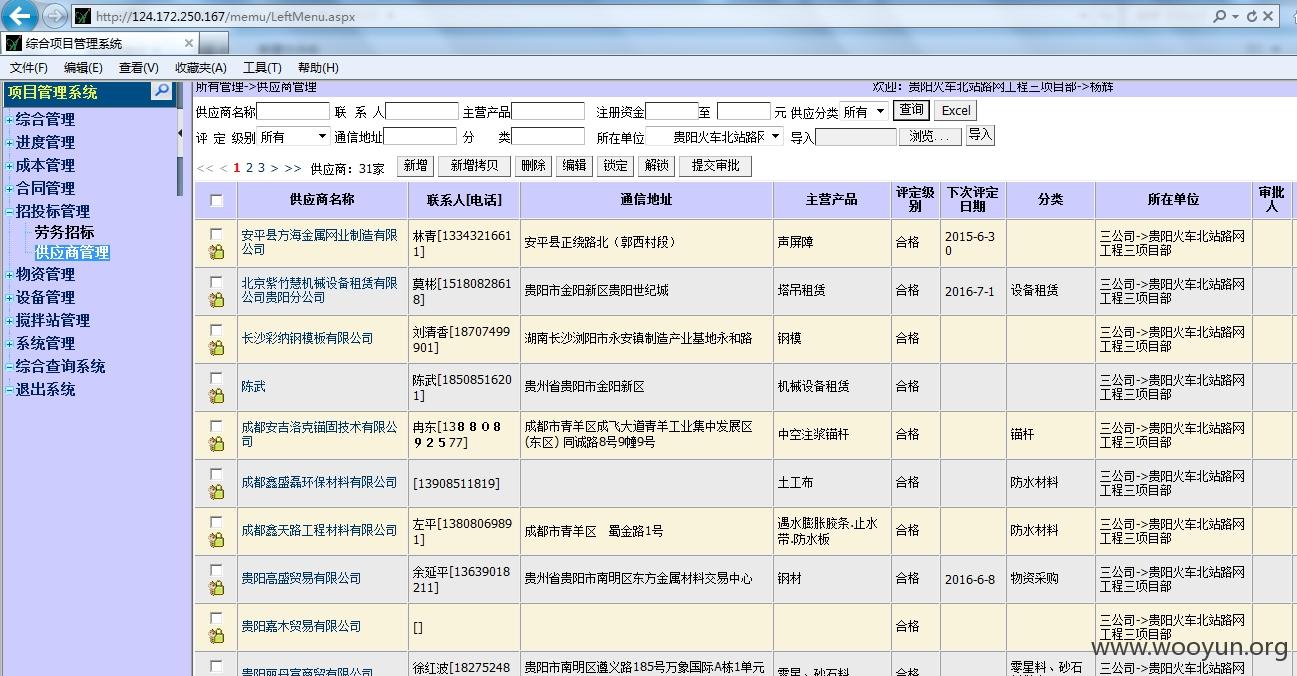 http://124.172.250.167/memu/LeftMenu.aspx
综合项目管理系统
文件(F) 编辑(E) 查看(V) 收藏夹(A) 工具(T) 帮助(H)
项目管理系统
综合管理
进度管理
成本管理
合同管理
招投标管理
劳务招标
供应商管理
物资管理
设备管理
搅拌站管理
系统管理
综合查询系统
退出系统
所有管理->供应商管理 欢迎: 贵阳火车北站路网工程三项目部->杨辉
供应商名称 联 系 人 主营产品 注册资金 至 元 供应分类 所有 查询 Excel
评 定 级别 所有 通信地址 分 类 所在单位 贵阳火车北站路网 导入 浏览... 导入
<< < 1 2 3 > >> 供应商: 31家 新增 新增拷贝 删除 编辑 锁定 解锁 提交审批
供应商名称 联系人[电话] 通信地址 主营产品 评定级别 下次评定日期 分类 所在单位 审批人
安平县方海金属网业制造有限公司 林青[13343216611] 安平县正绕路北（郭西村段） 声屏障 合格 2015-6-30 三公司->贵阳火车北站路网工程三项目部
北京紫竹慧机械设备租赁有限公司贵阳分公司 莫彬[15180828618] 贵阳市金阳新区贵阳世纪城 塔吊租赁 合格 2016-7-1 设备租赁 三公司->贵阳火车北站路网工程三项目部
长沙彩纳钢模板有限公司 刘清香[18707499901] 湖南长沙浏阳市永安镇制造产业基地永和路 钢模 合格 三公司->贵阳火车北站路网工程三项目部
陈武 陈武[18508516201] 贵州省贵阳市金阳新区 机械设备租赁 合格 三公司->贵阳火车北站路网工程三项目部
成都安吉洛克锚固技术有限公司 冉东[13８８０８９２５77] 成都市青羊区成飞大道青羊工业集中发展区(东区) 同诚路8号9幢9号 中空注浆锚杆 合格 锚杆 三公司->贵阳火车北站路网工程三项目部
成都鑫盛磊环保材料有限公司 [13908511819] 土工布 合格 防水材料 三公司->贵阳火车北站路网工程三项目部
成都鑫天路工程材料有限公司 左平[13808069891] 成都市青羊区 蜀金路1号 遇水膨胀胶条.止水带.防水板 合格 防水材料 三公司->贵阳火车北站路网工程三项目部
贵阳高盛贸易有限公司 余延平[13639018211] 贵州省贵阳市南明区东方金属材料交易中心 钢材 合格 2016-6-8 物资采购 三公司->贵阳火车北站路网工程三项目部
贵阳嘉木贸易有限公司 [] 合格 三公司->贵阳火车北站路网工程三项目部
贵阳丽丹富商贸有限公司 徐红波[18275248 贵阳市南明区遵义路185号万象国际A栋1单元 零星、砂石料 合格 零星料、砂石 三公司->贵阳火车北站路网
www.wooyun.org